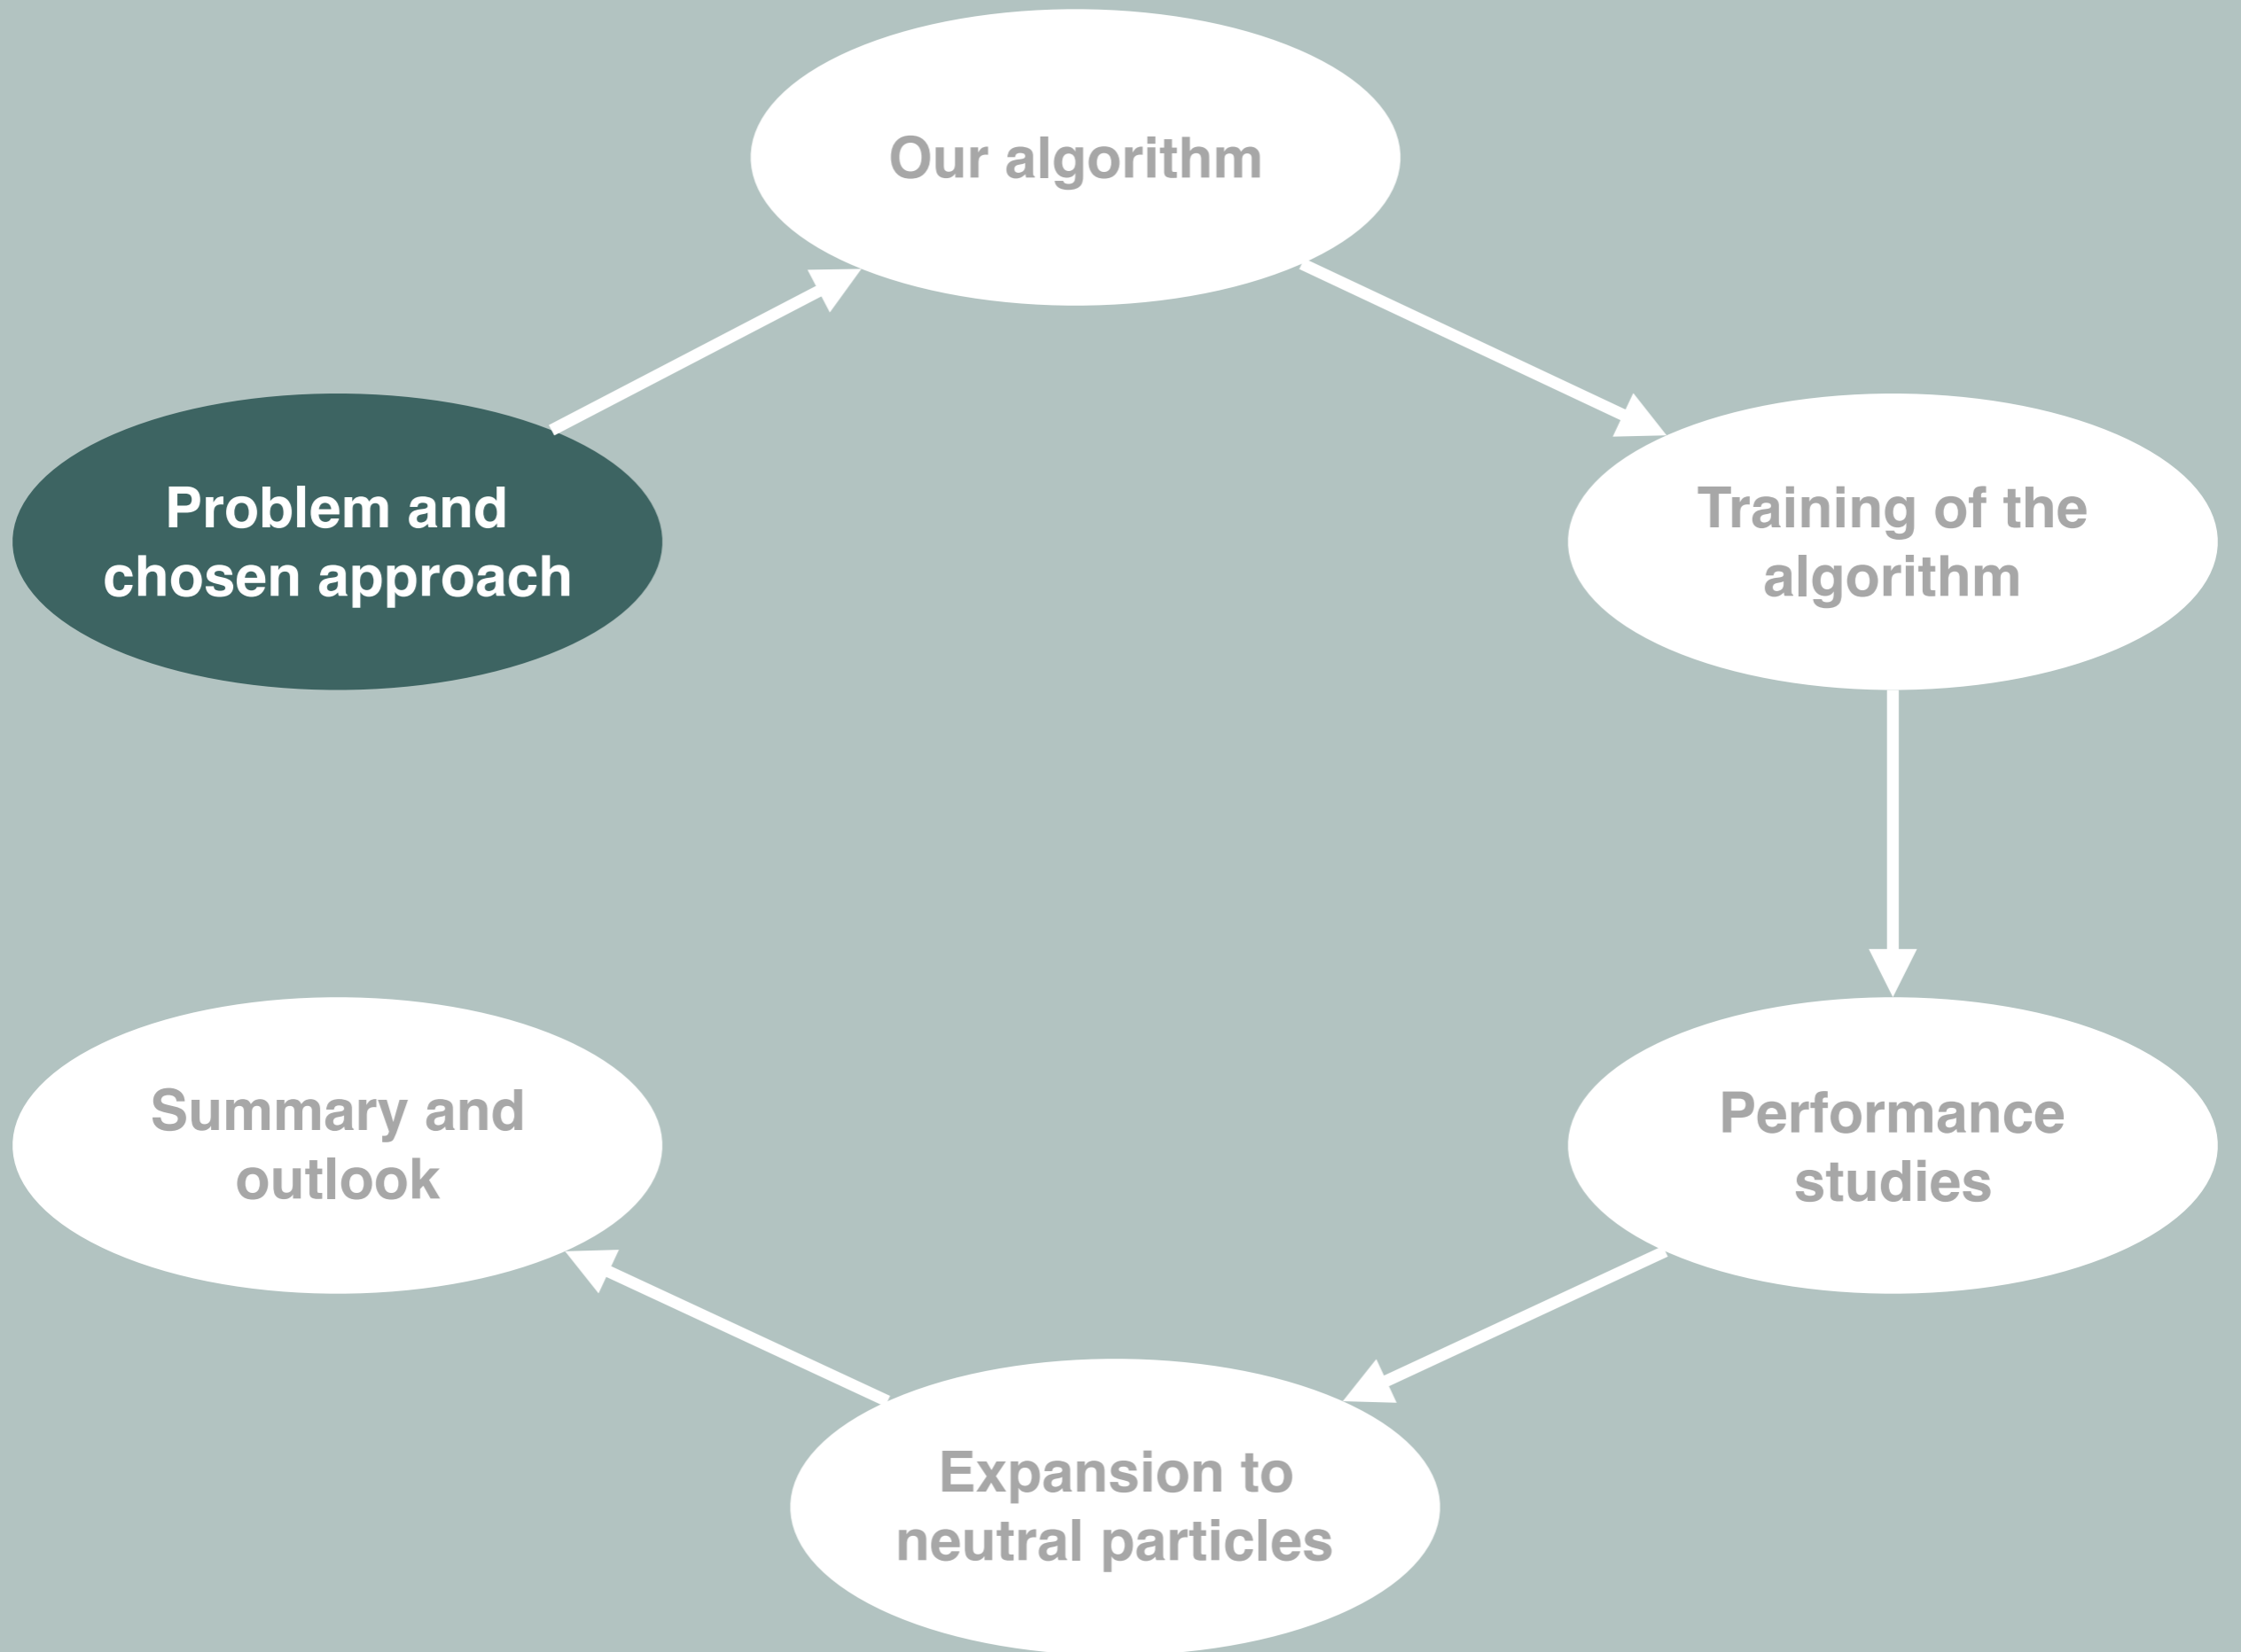 Our algorithm
Problem and
chosen approach
Training of the
algorithm
Summary and
outlook
Performance
studies
Expansion to
neutral particles